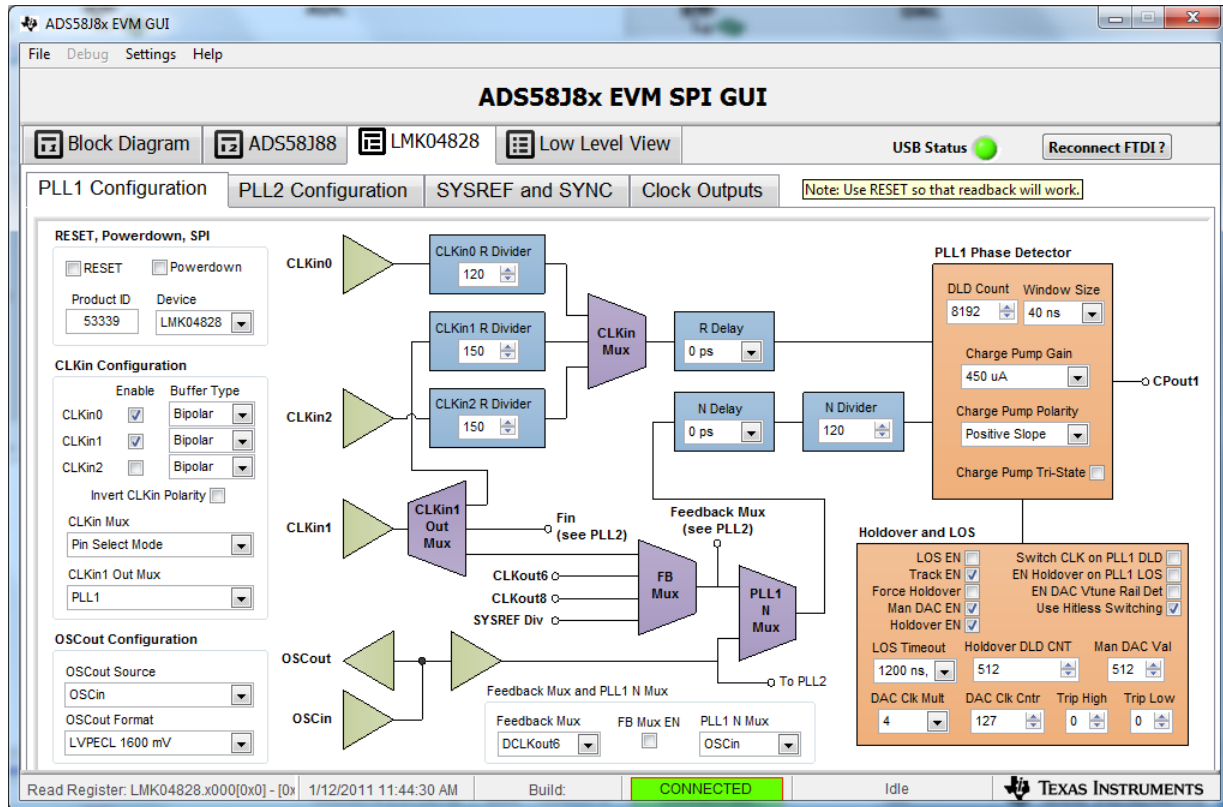 ADS58J8x EVM GUI
File Debug Settings Help
ADS58J8x EVM SPI GUI
Block Diagram ADS58J88 LMK04828 Low Level View USB Status Reconnect FTDI ?
PLL1 Configuration PLL2 Configuration SYSREF and SYNC Clock Outputs Note: Use RESET so that readback will work.
RESET, Powerdown, SPI
RESET Powerdown
Product ID Device
53339 LMK04828
CLKin Configuration
Enable Buffer Type
CLKin0 Bipolar
CLKin1 Bipolar
CLKin2 Bipolar
Invert CLKin Polarity
CLKin Mux
Pin Select Mode
CLKin1 Out Mux
PLL1
OSCout Configuration
OSCout Source
OSCin
OSCout Format
LVPECL 1600 mV
CLKin0
CLKin0 R Divider
120
CLKin1 R Divider
150
CLKin2
CLKin2 R Divider
150
CLKin
Mux
R Delay
0 ps
N Delay
0 ps
N Divider
120
CLKin1
CLKin1
Out
Mux
Fin
(see PLL2)
Feedback Mux
(see PLL2)
CLKout6
CLKout8
SYSREF Div
FB
Mux
PLL1
N
Mux
OSCout
OSCin
To PLL2
Feedback Mux and PLL1 N Mux
Feedback Mux FB Mux EN PLL1 N Mux
DCLKout6 OSCin
PLL1 Phase Detector
DLD Count Window Size
8192 40 ns
Charge Pump Gain
450 uA
Charge Pump Polarity
Positive Slope
Charge Pump Tri-State
CPout1
Holdover and LOS
LOS EN Switch CLK on PLL1 DLD
Track EN EN Holdover on PLL1 LOS
Force Holdover EN DAC Vtune Rail Det
Man DAC EN Use Hitless Switching
Holdover EN
LOS Timeout Holdover DLD CNT Man DAC Val
1200 ns, 512 512
DAC Clk Mult DAC Clk Cntr Trip High Trip Low
4 127 0 0
Read Register: LMK04828.x000[0x0] - [0x 1/12/2011 11:44:30 AM Build: CONNECTED Idle TEXAS INSTRUMENTS